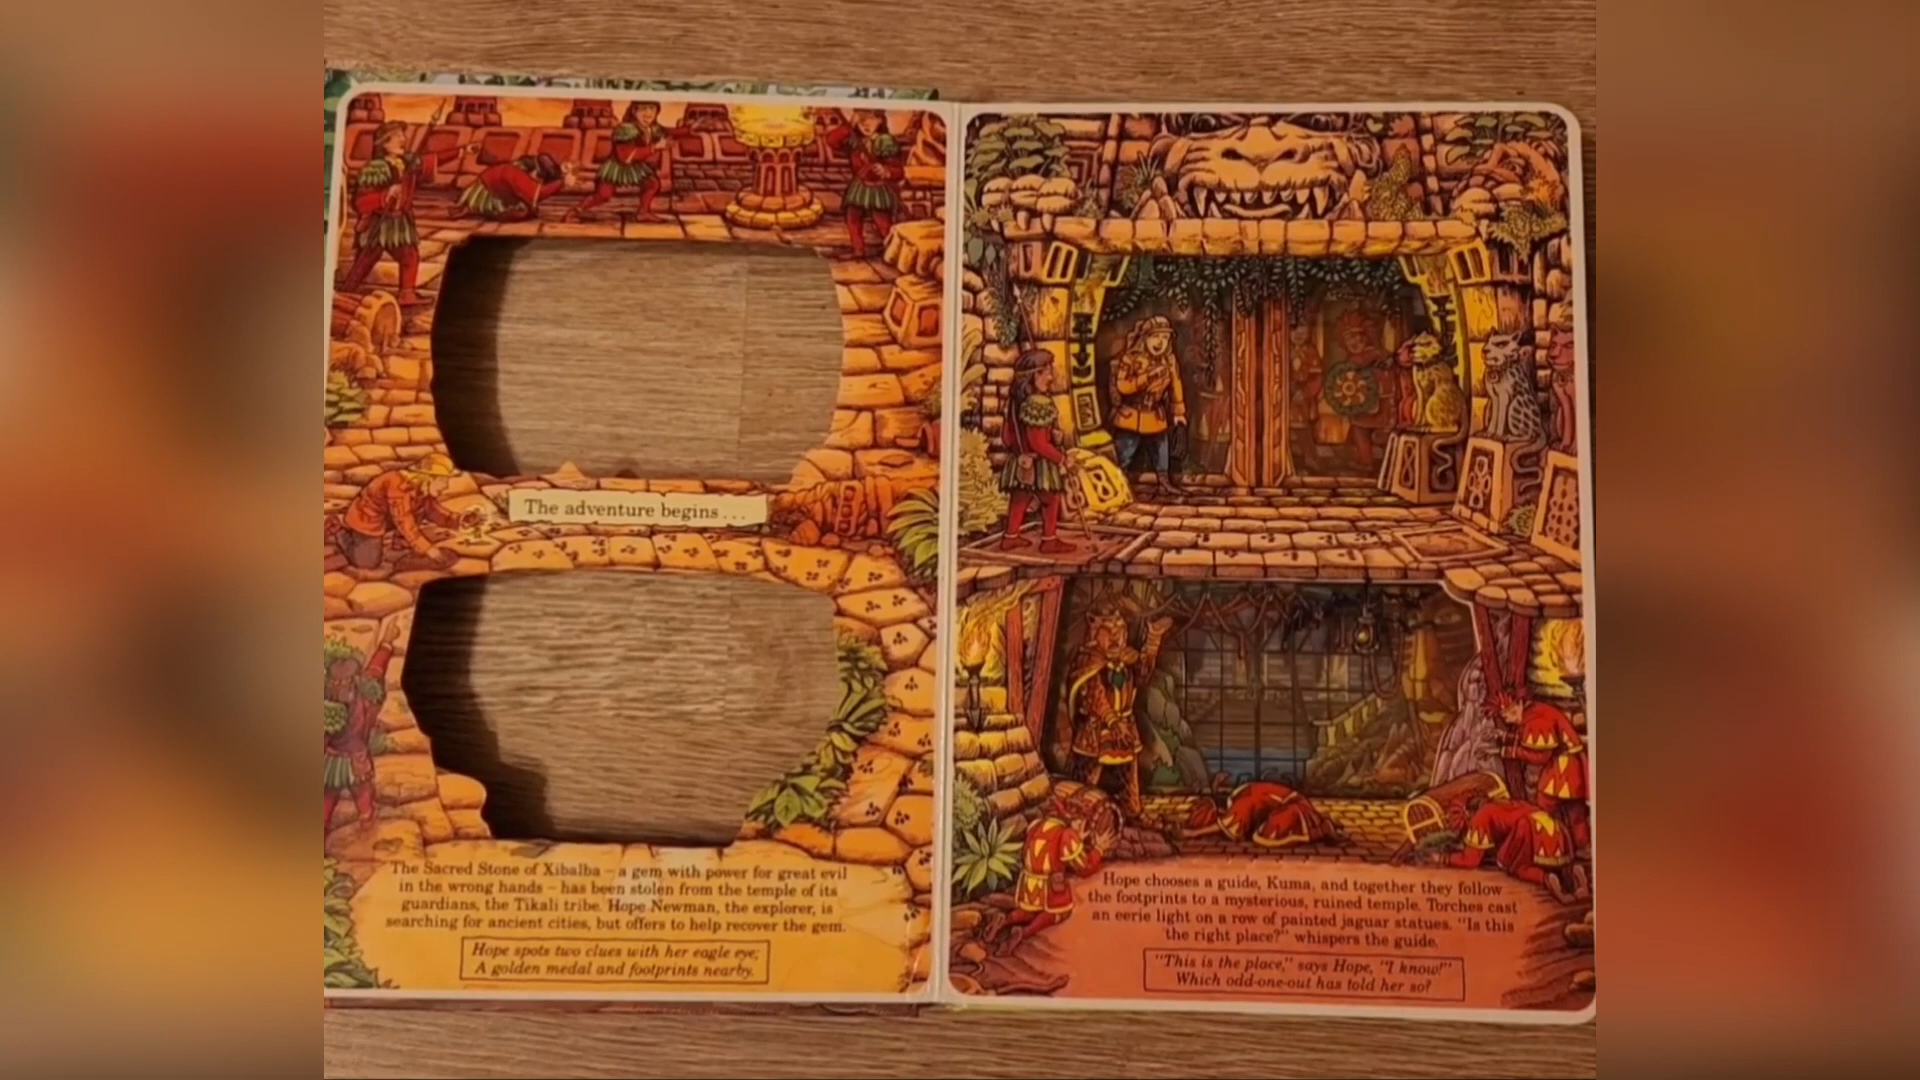 The adventure begins...
The Sacred Stone of Xibalba – a gem with power for great evil
in the wrong hands – has been stolen from the temple of its
guardians, the Tikali tribe. Hope Newman, the explorer, is
searching for ancient cities, but offers to help recover the gem.
Hope spots two clues with her eagle eye;
A golden medal and footprints nearby.
Hope chooses a guide, Kuma, and together they follow
the footprints to a mysterious, ruined temple. Torches cast
an eerie light on a row of painted jaguar statues. "Is this
the right place?" whispers the guide.
"This is the place," says Hope, "I know!"
Which odd-one-out has told her so?